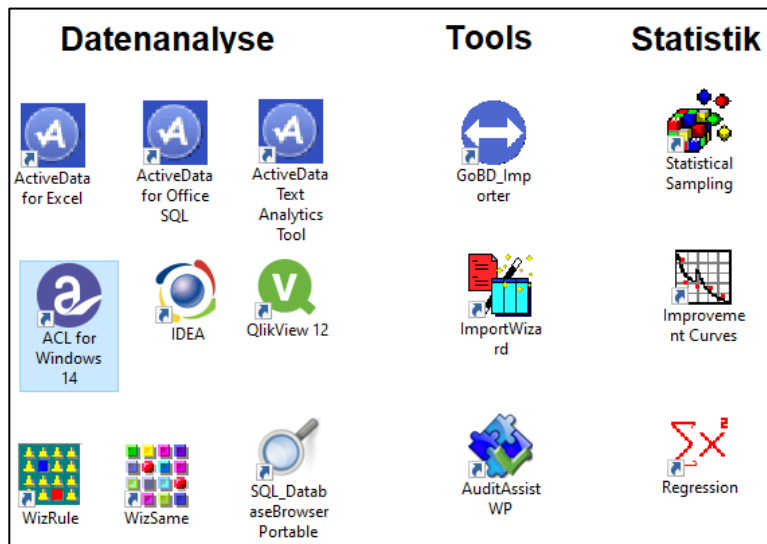 Datenanalyse
Tools
Statistik
ActiveData
for Excel
ActiveData
for Office
SQL
ActiveData
Text
Analytics
Tool
GoBD_Imp
orter
Statistical
Sampling
ACL for
Windows
14
IDEA
QlikView 12
ImportWiza
rd
Improveme
nt Curves
WizRule
WizSame
SQL_Datab
aseBrowser
Portable
AuditAssist
WP
Regression